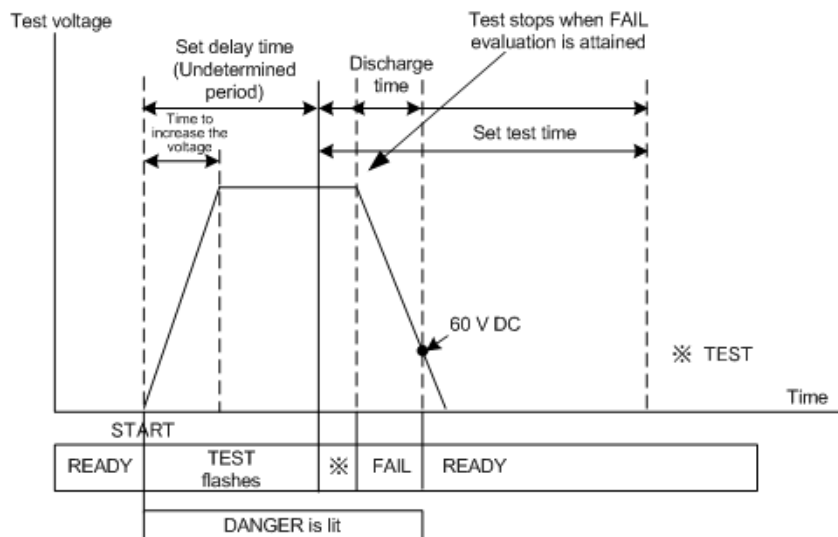 Test voltage
Set delay time
(Undetermined
period)
Test stops when FAIL
evaluation is attained
Discharge
time
Time to
increase the
voltage
Set test time
60 V DC
※ TEST
Time
START
READY
TEST
flashes
※
FAIL
READY
DANGER is lit